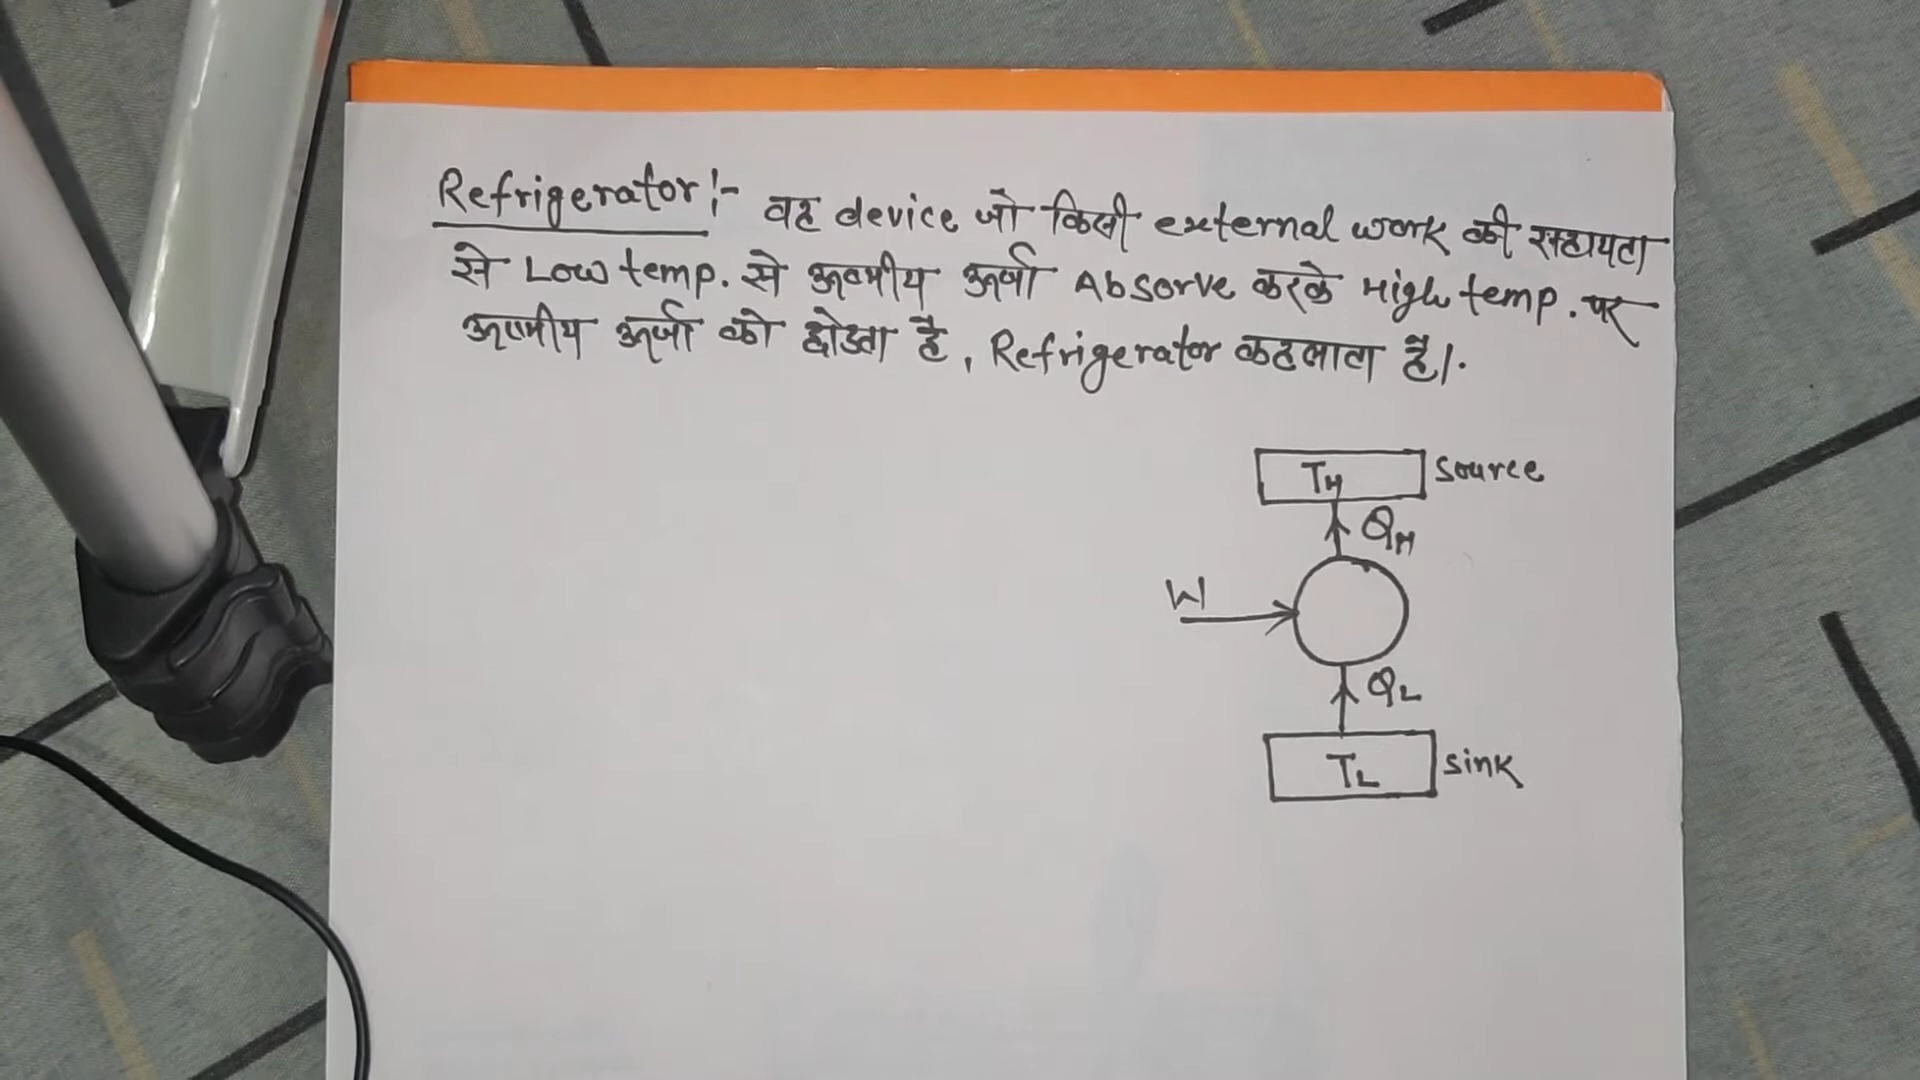 Refrigerator:- वह device जो किसी external work की सहायता
से Low temp. से ऊष्मीय ऊर्जा Absorve करके High temp. पर
ऊष्मीय ऊर्जा को छोडता है, Refrigerator कहलाता है।.
TH source
QH
W
QL
TL sink